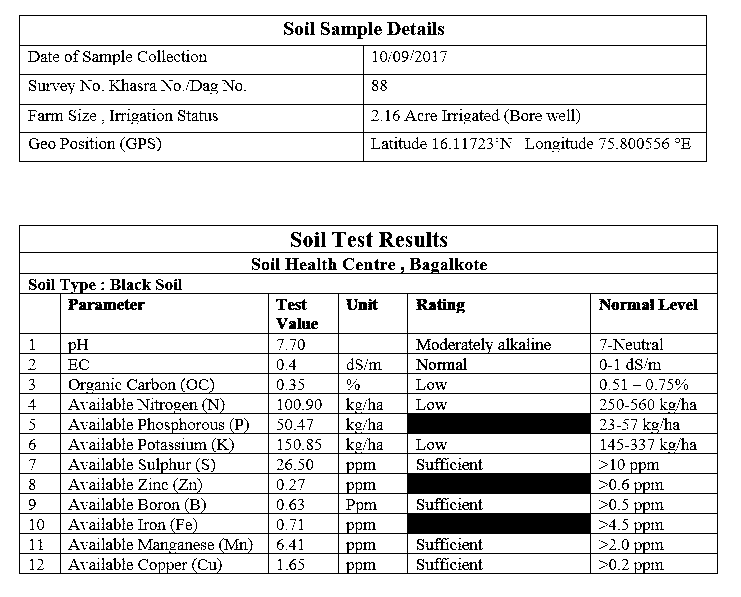 Soil Sample Details
Date of Sample Collection 10/09/2017
Survey No. Khasra No./Dag No. 88
Farm Size , Irrigation Status 2.16 Acre Irrigated (Bore well)
Geo Position (GPS) Latitude 16.11723°N Longitude 75.800556 °E
Soil Test Results
Soil Health Centre , Bagalkote
Soil Type : Black Soil
Parameter Test Value Unit Rating Normal Level
1 pH 7.70 Moderately alkaline 7-Neutral
2 EC 0.4 dS/m Normal 0-1 dS/m
3 Organic Carbon (OC) 0.35 % Low 0.51 – 0.75%
4 Available Nitrogen (N) 100.90 kg/ha Low 250-560 kg/ha
5 Available Phosphorous (P) 50.47 kg/ha 23-57 kg/ha
6 Available Potassium (K) 150.85 kg/ha Low 145-337 kg/ha
7 Available Sulphur (S) 26.50 ppm Sufficient >10 ppm
8 Available Zinc (Zn) 0.27 ppm >0.6 ppm
9 Available Boron (B) 0.63 Ppm Sufficient >0.5 ppm
10 Available Iron (Fe) 0.71 ppm >4.5 ppm
11 Available Manganese (Mn) 6.41 ppm Sufficient >2.0 ppm
12 Available Copper (Cu) 1.65 ppm Sufficient >0.2 ppm